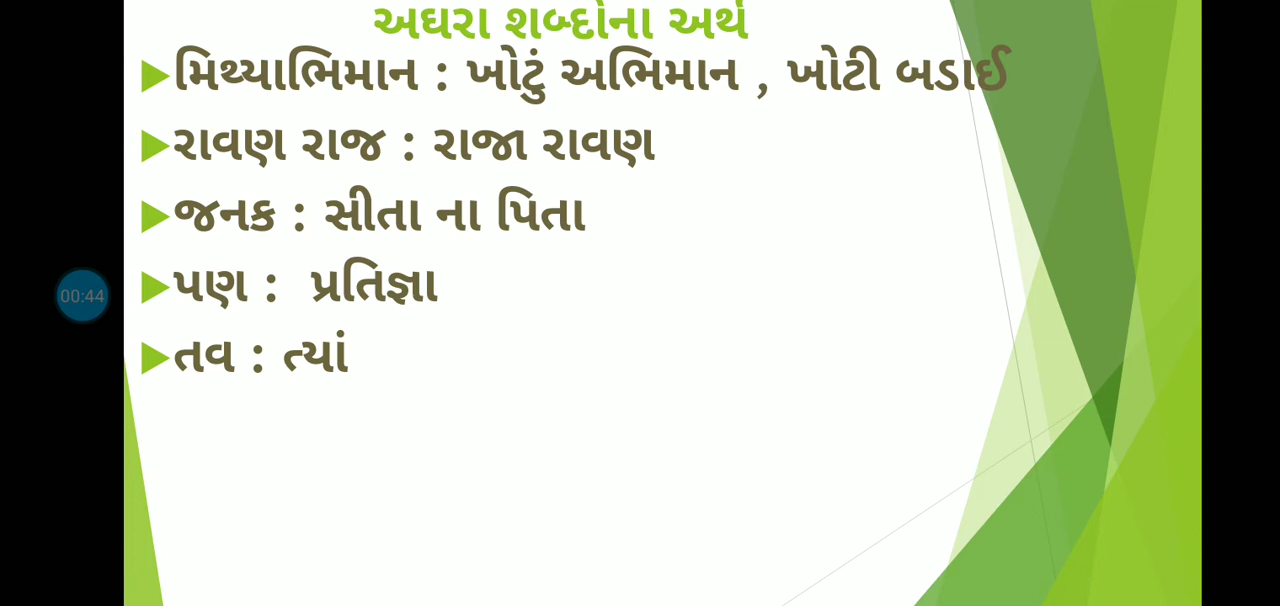 અઘરા શબ્દોના અર્થ
મિથ્યાભિમાન : ખોટું અભિમાન , ખોટી બડાઈ
રાવણ રાજ : રાજા રાવણ
જનક : સીતા ના પિતા
પણ : પ્રતિજ્ઞા
00:44
તવ : ત્યાં